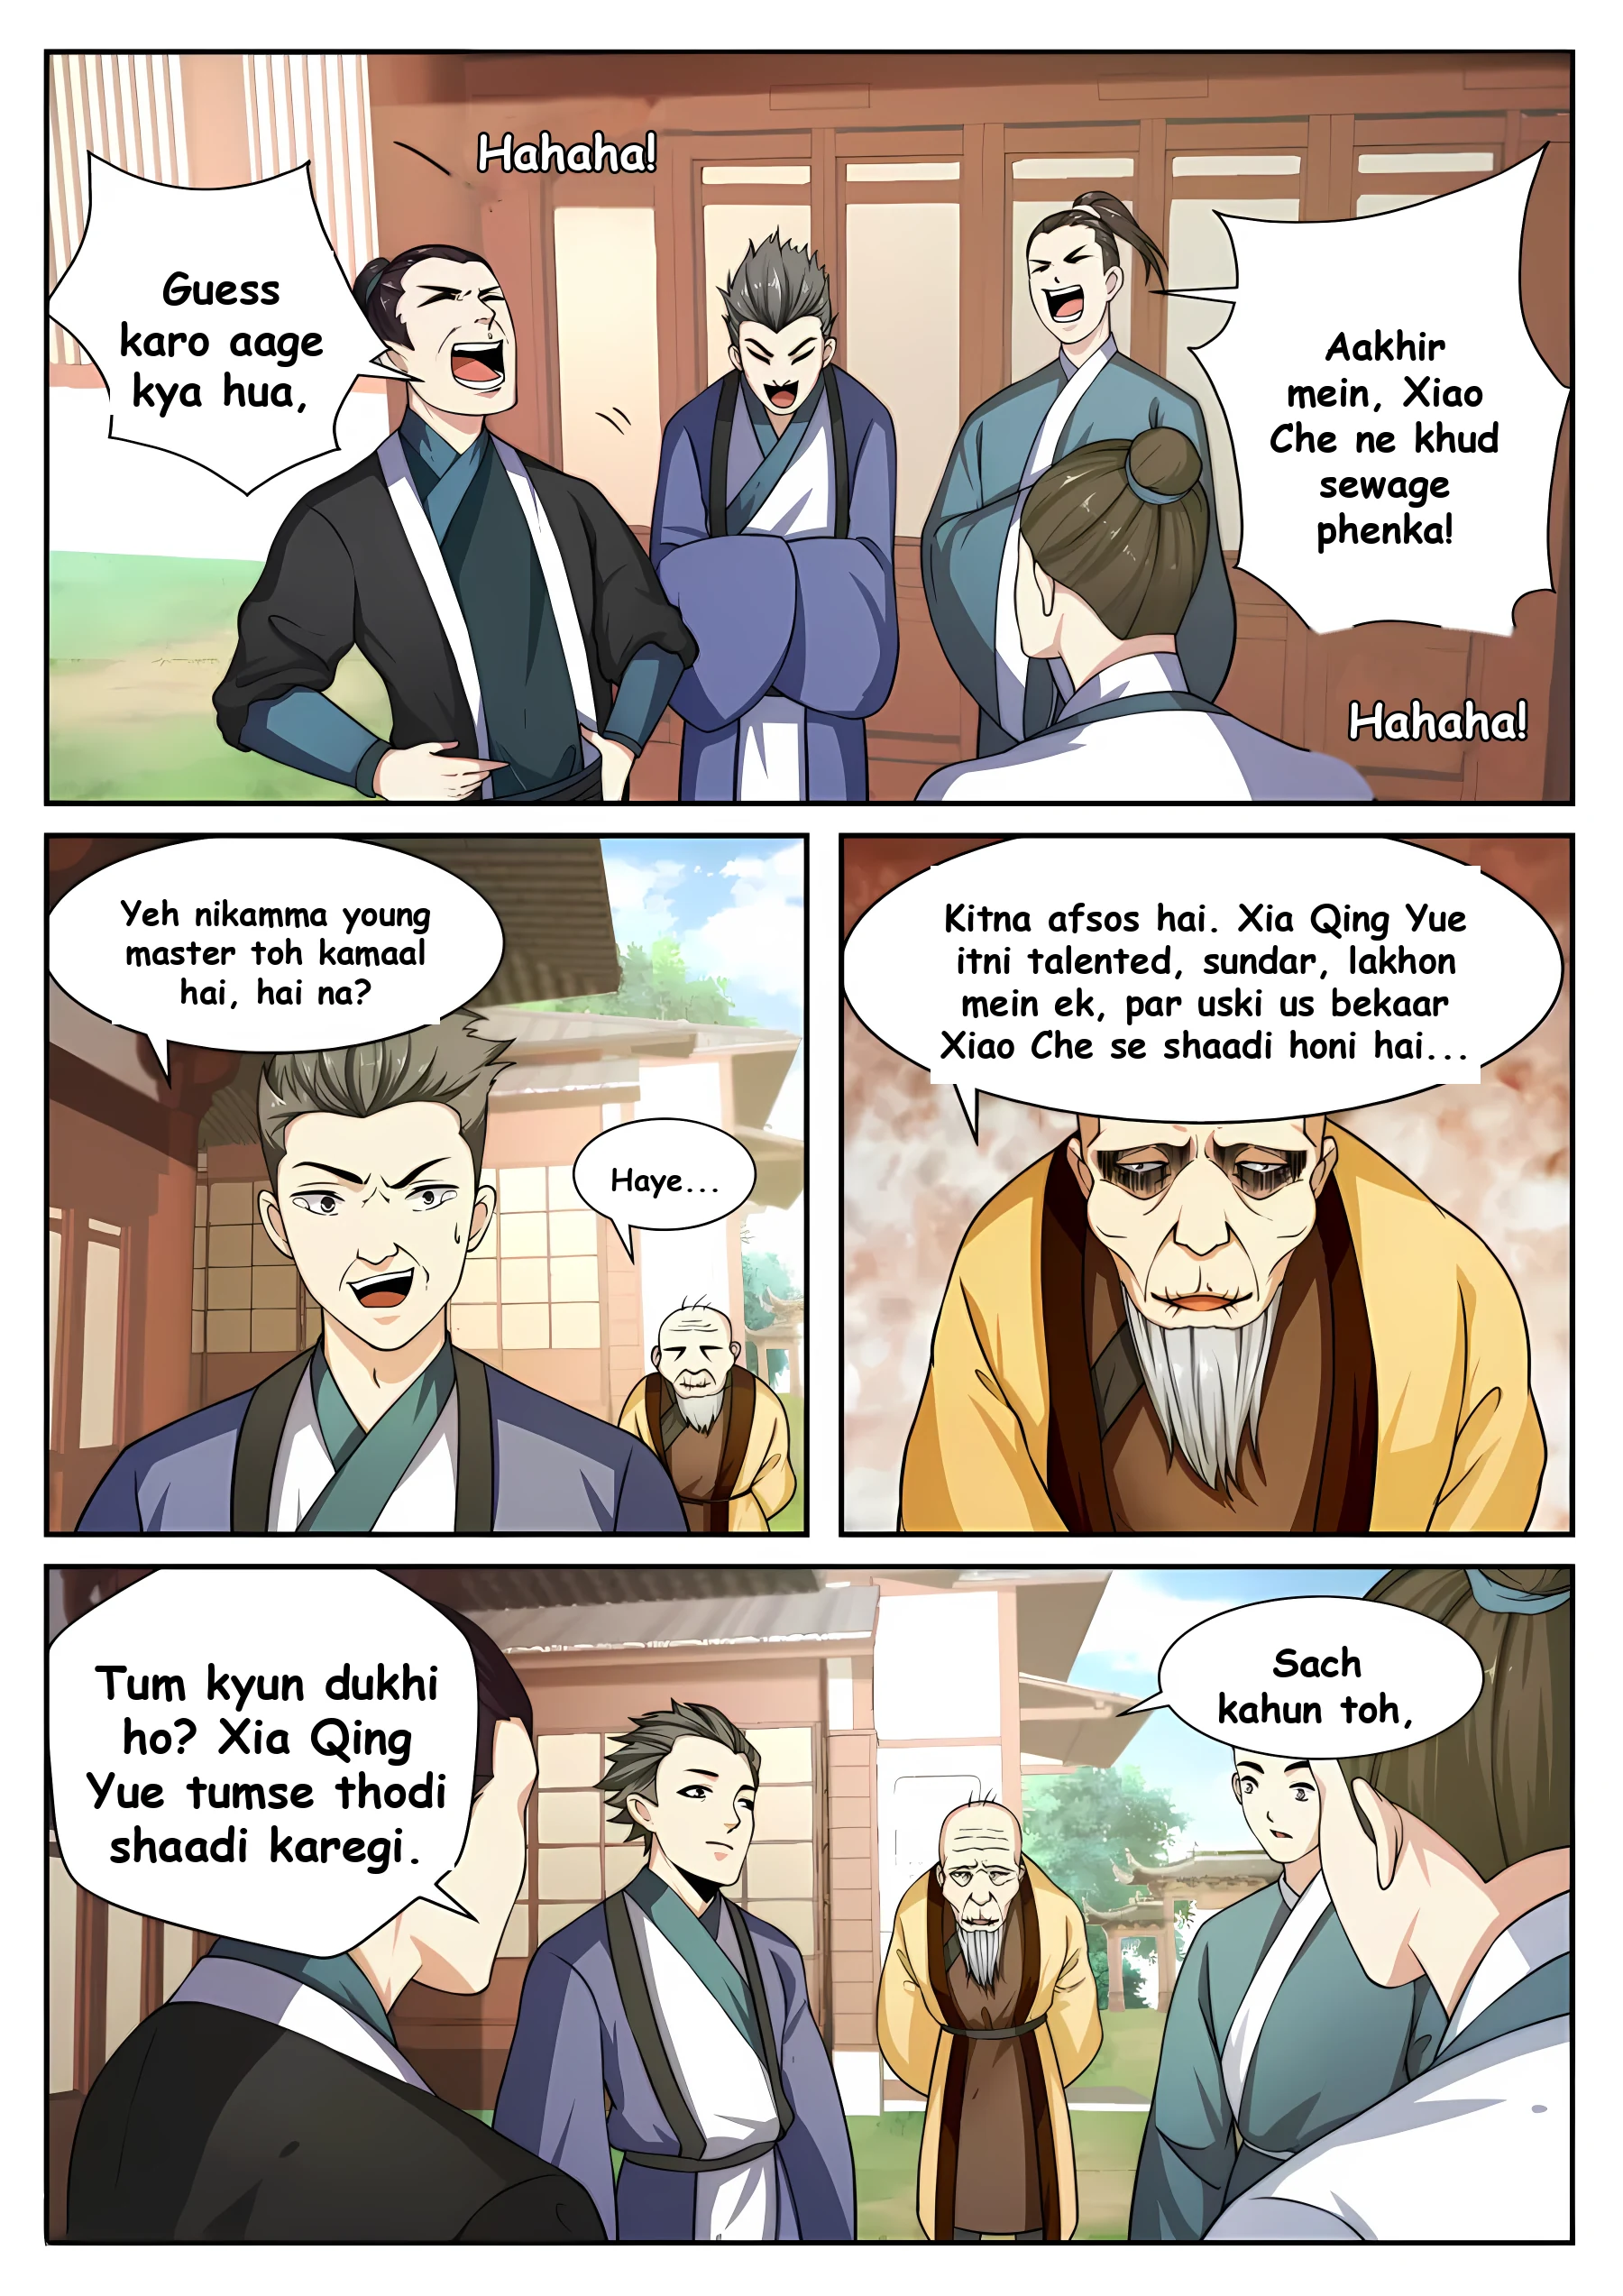 Hahaha!
Guess
karo aage
kya hua,
Aakhir
mein, Xiao
Che ne khud
sewage
phenka!
Hahaha!
Yeh nikamma young
master toh kamaal
hai, hai na?
Haye...
Kitna afsos hai. Xia Qing Yue
itni talented, sundar, lakhon
mein ek, par uski us bekaar
Xiao Che se shaadi honi hai...
Tum kyun dukhi
ho? Xia Qing
Yue tumse thodi
shaadi karegi.
Sach
kahun toh,